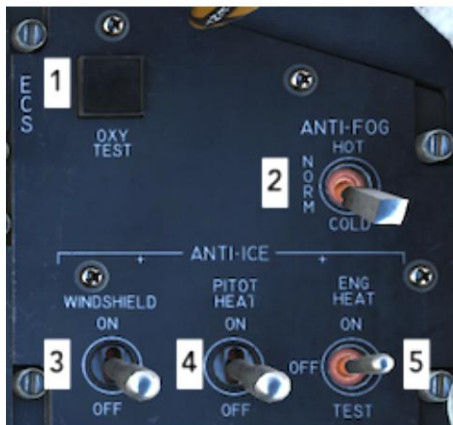 1
ECS
OXY
TEST
ANTI-FOG
HOT
2
NORM
COLD
ANTI-ICE
WINDSHIELD
ON
3
OFF
PITOT
HEAT
ON
4
OFF
ENG
HEAT
ON
OFF
5
TEST